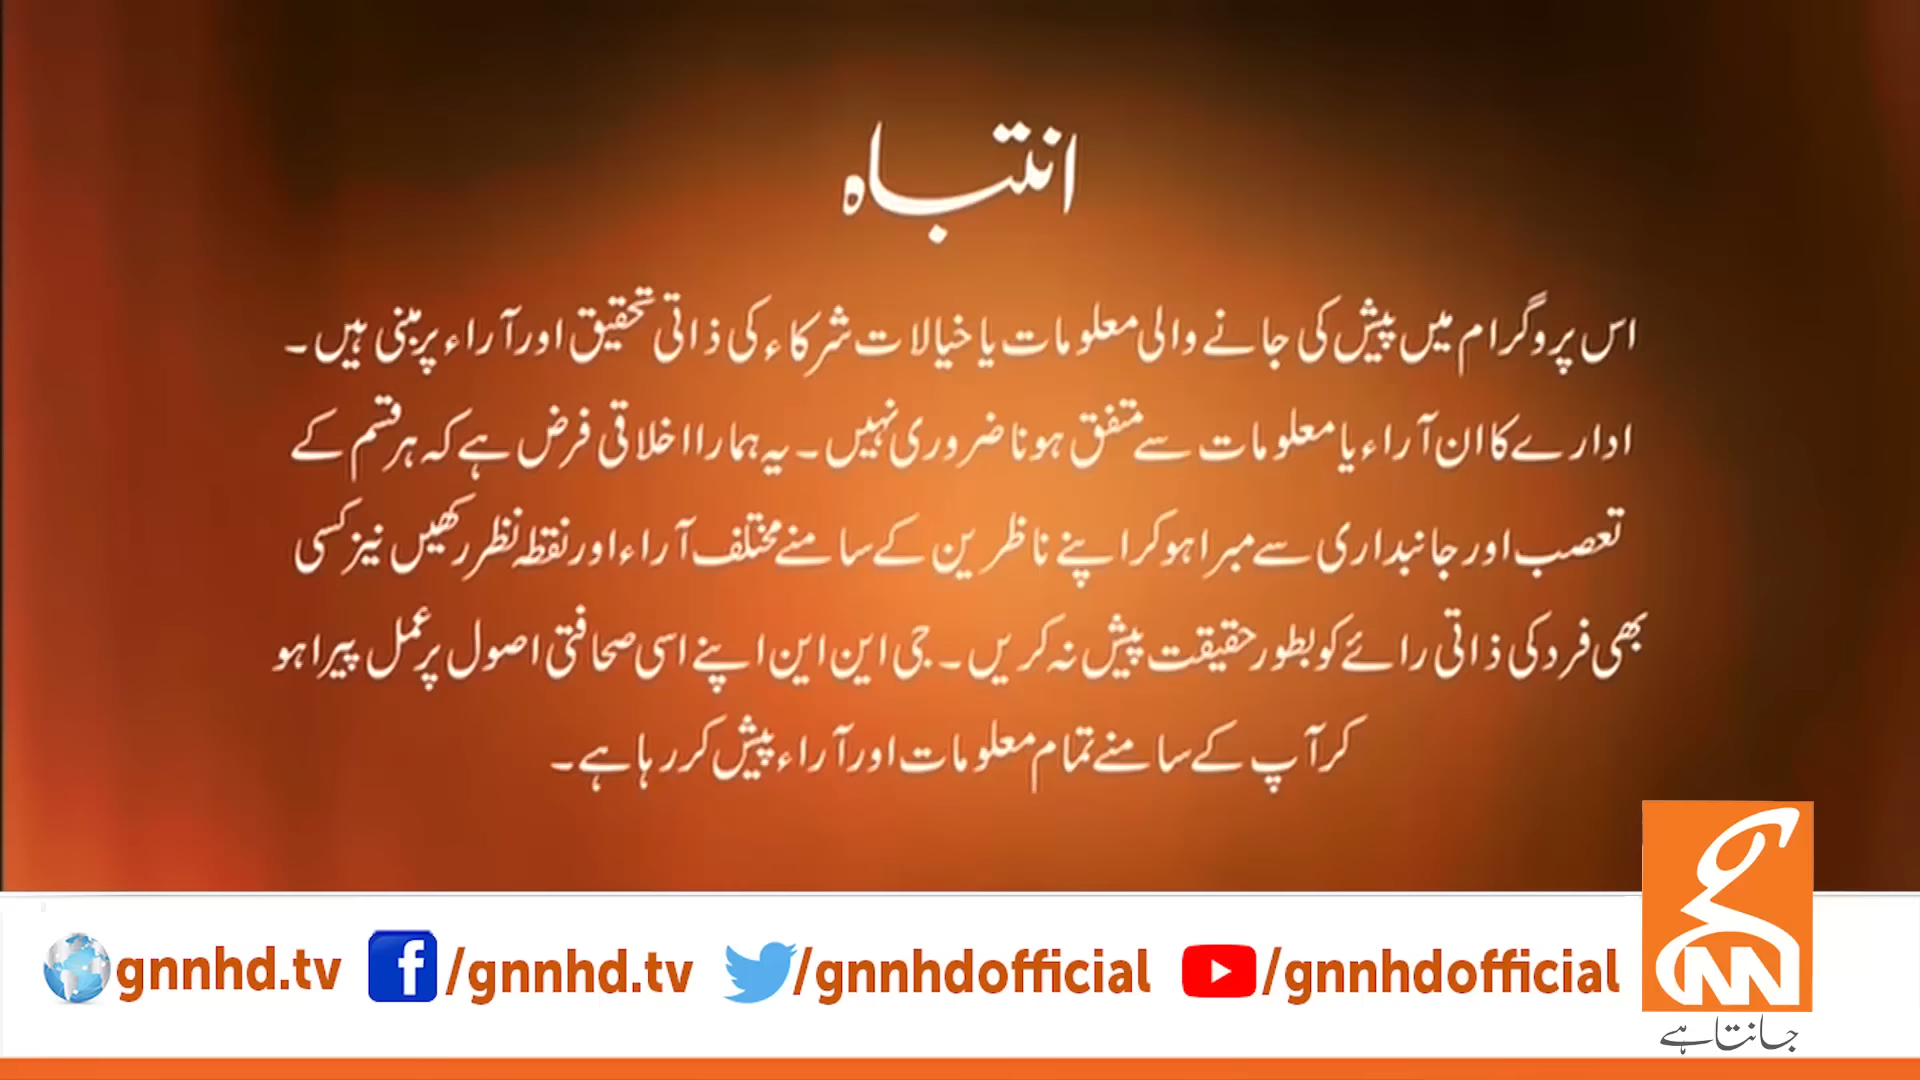 انتباہ
اس پروگرام میں پیش کی جانے والی معلومات یا خیالات شرکاء کی ذاتی تحقیق اور آراء پر مبنی ہیں۔
ادارے کا ان آراء یا معلومات سے متفق ہونا ضروری نہیں۔ یہ ہمارا اخلاقی فرض ہے کہ ہر قسم کے
تعصب اور جانبداری سے مبرا ہو کر اپنے ناظرین کے سامنے مختلف آراء اور نقطہ نظر رکھیں نیز کسی
بھی فرد کی ذاتی رائے کو بطور حقیقت پیش نہ کریں۔ جی این این اپنے اسی صحافتی اصول پر عمل پیرا ہو
کر آپ کے سامنے تمام معلومات اور آراء پیش کر رہا ہے۔
gnnhd.tv f/gnnhd.tv /gnnhdofficial /gnnhdofficial
GNN
جانتا ہے